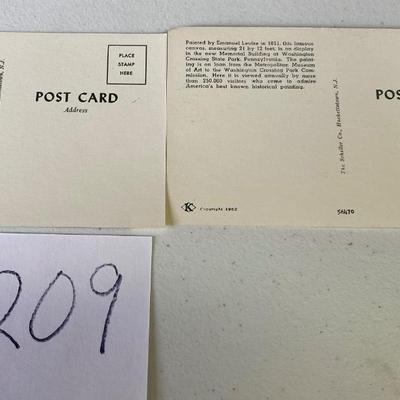 PLACE
STAMP
HERE
POST CARD
Address
N.J.
Painted by Emanuel Leutze in 1851, this famous
canvas, measuring 21 by 12 feet, is on display
in the new Memorial Building at Washington
Crossing State Park, Pennsylvania. The paint-
ing is on loan from the Metropolitan Museum
of Art to the Washington Crossing Park Com-
mission. Here it is viewed annually by more
than 250,000 visitors who come to admire
America's best known historical painting.
K Copyright 1962
The Scheller Co., Hackettstown, N.J.
POS
209